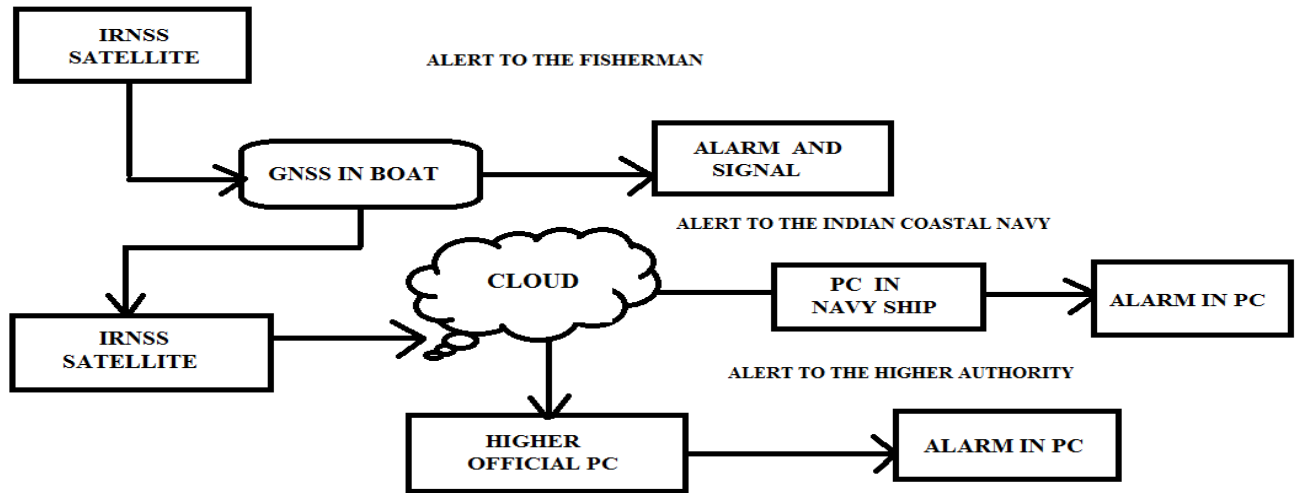 IRNSS
SATELLITE
ALERT TO THE FISHERMAN
GNSS IN BOAT
ALARM AND
SIGNAL
ALERT TO THE INDIAN COASTAL NAVY
CLOUD
PC IN
NAVY SHIP
ALARM IN PC
IRNSS
SATELLITE
ALERT TO THE HIGHER AUTHORITY
HIGHER
OFFICIAL PC
ALARM IN PC